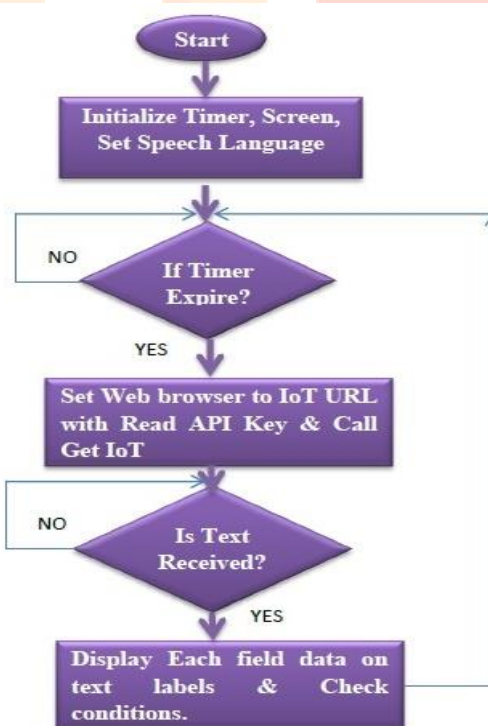 Start
Initialize Timer, Screen,
Set Speech Language
NO
If Timer
Expire?
YES
Set Web browser to IoT URL
with Read API Key & Call
Get IoT
NO
Is Text
Received?
YES
Display Each field data on
text labels & Check
conditions.